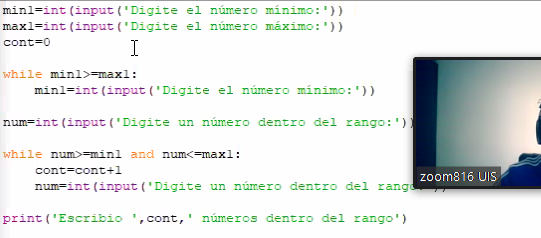 min1=int(input('Digite el número mínimo:'))
max1=int(input('Digite el número máximo:'))
cont=0
while min1>=max1:
min1=int(input('Digite el número mínimo:'))
num=int(input('Digite un número dentro del rango:'))
while num>=min1 and num<=max1:
cont=cont+1
num=int(input('Digite un número dentro del rango:'))
print('Escribio ',cont,' números dentro del rango')
zoom816 UIS